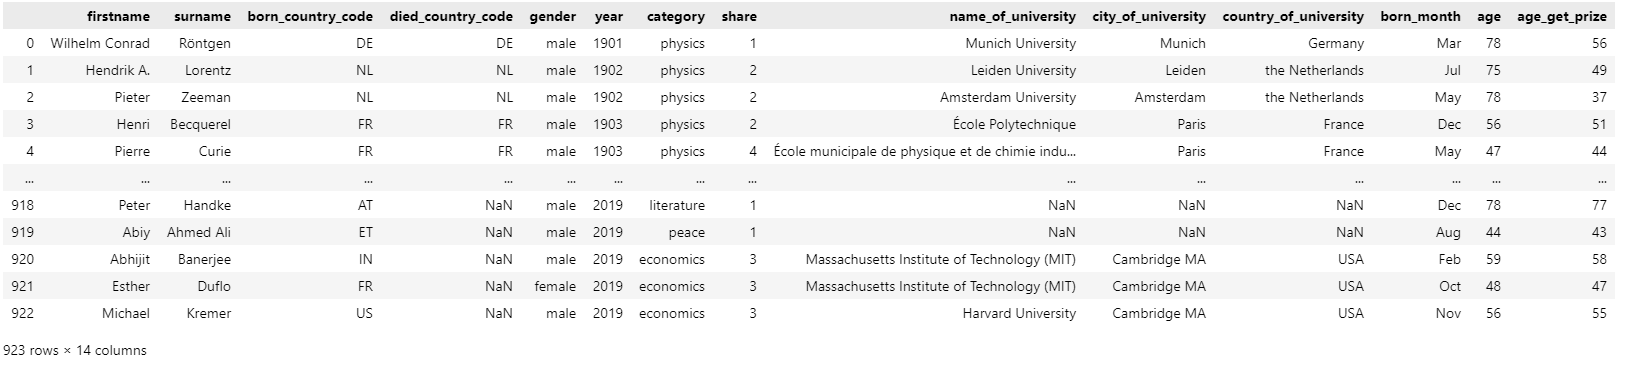 firstname surname born_country_code died_country_code gender year category share name_of_university city_of_university country_of_university born_month age age_get_prize
0 Wilhelm Conrad Röntgen DE DE male 1901 physics 1 Munich University Munich Germany Mar 78 56
1 Hendrik A. Lorentz NL NL male 1902 physics 2 Leiden University Leiden the Netherlands Jul 75 49
2 Pieter Zeeman NL NL male 1902 physics 2 Amsterdam University Amsterdam the Netherlands May 78 37
3 Henri Becquerel FR FR male 1903 physics 2 École Polytechnique Paris France Dec 56 51
4 Pierre Curie FR FR male 1903 physics 4 École municipale de physique et de chimie indu... Paris France May 47 44
... ... ... ... ... ... ... ... ... ... ... ... ... ... ...
918 Peter Handke AT NaN male 2019 literature 1 NaN NaN NaN Dec 78 77
919 Abiy Ahmed Ali ET NaN male 2019 peace 1 NaN NaN NaN Aug 44 43
920 Abhijit Banerjee IN NaN male 2019 economics 3 Massachusetts Institute of Technology (MIT) Cambridge MA USA Feb 59 58
921 Esther Duflo FR NaN female 2019 economics 3 Massachusetts Institute of Technology (MIT) Cambridge MA USA Oct 48 47
922 Michael Kremer US NaN male 2019 economics 3 Harvard University Cambridge MA USA Nov 56 55
923 rows × 14 columns